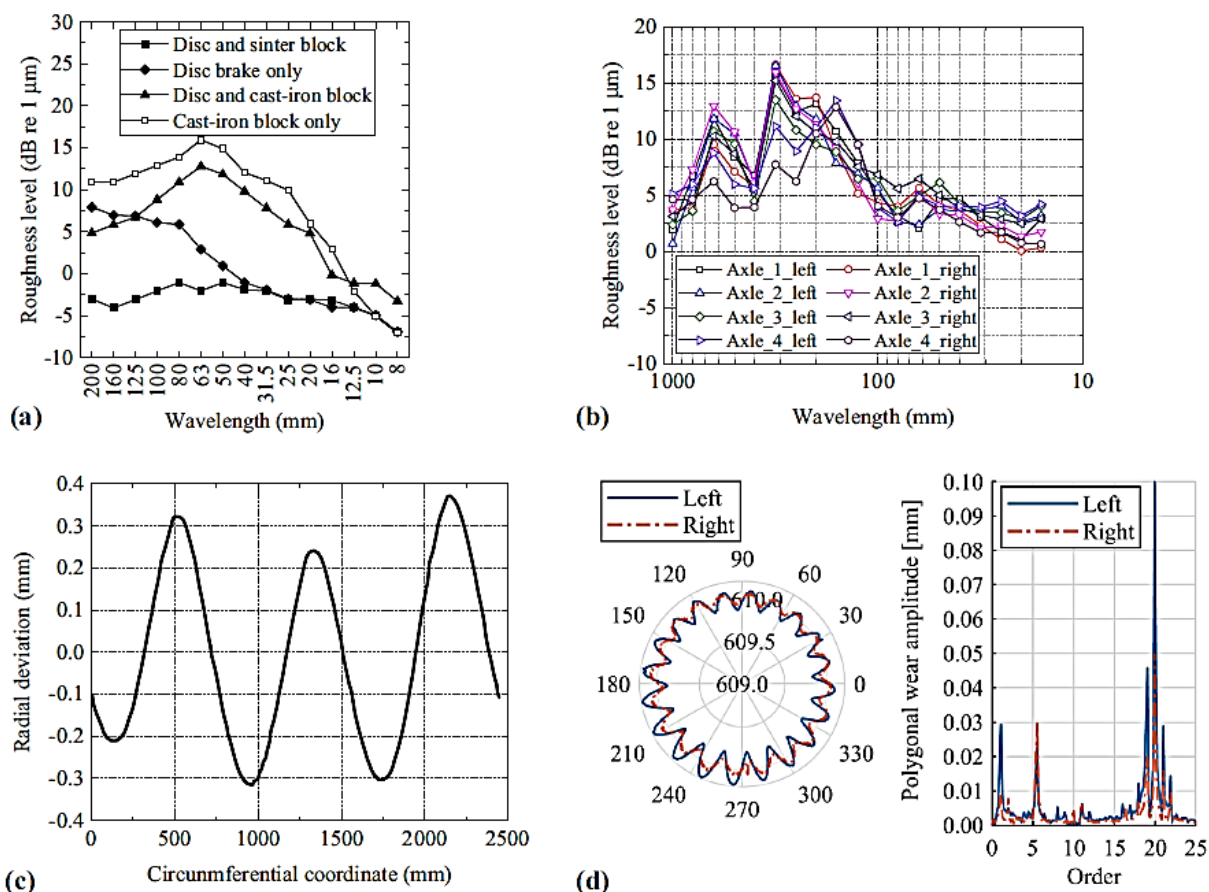 30
25
20
15
10
5
0
-5
-10
Roughness level (dB re 1 μm)
Disc and sinter block
Disc brake only
Disc and cast-iron block
Cast-iron block only
200 160 125 100 80 63 50 40 31.5 25 20 16 12.5 10 8
Wavelength (mm)
(a)
20
15
10
5
0
-5
-10
Roughness level (dB re 1 μm)
Axle_1_left Axle_1_right
Axle_2_left Axle_2_right
Axle_3_left Axle_3_right
Axle_4_left Axle_4_right
1000 100 10
Wavelength (mm)
(b)
0.4
0.3
0.2
0.1
0.0
-0.1
-0.2
-0.3
-0.4
Radial deviation (mm)
0 500 1000 1500 2000 2500
Circunmferential coordinate (mm)
(c)
Left
Right
90
120 60
610.0
150 30
609.5
180 609.0 0
210 330
240 300
270
(d)
Left
Right
0.10
0.09
0.08
0.07
0.06
0.05
0.04
0.03
0.02
0.01
0.00
Polygonal wear amplitude [mm]
0 5 10 15 20 25
Order